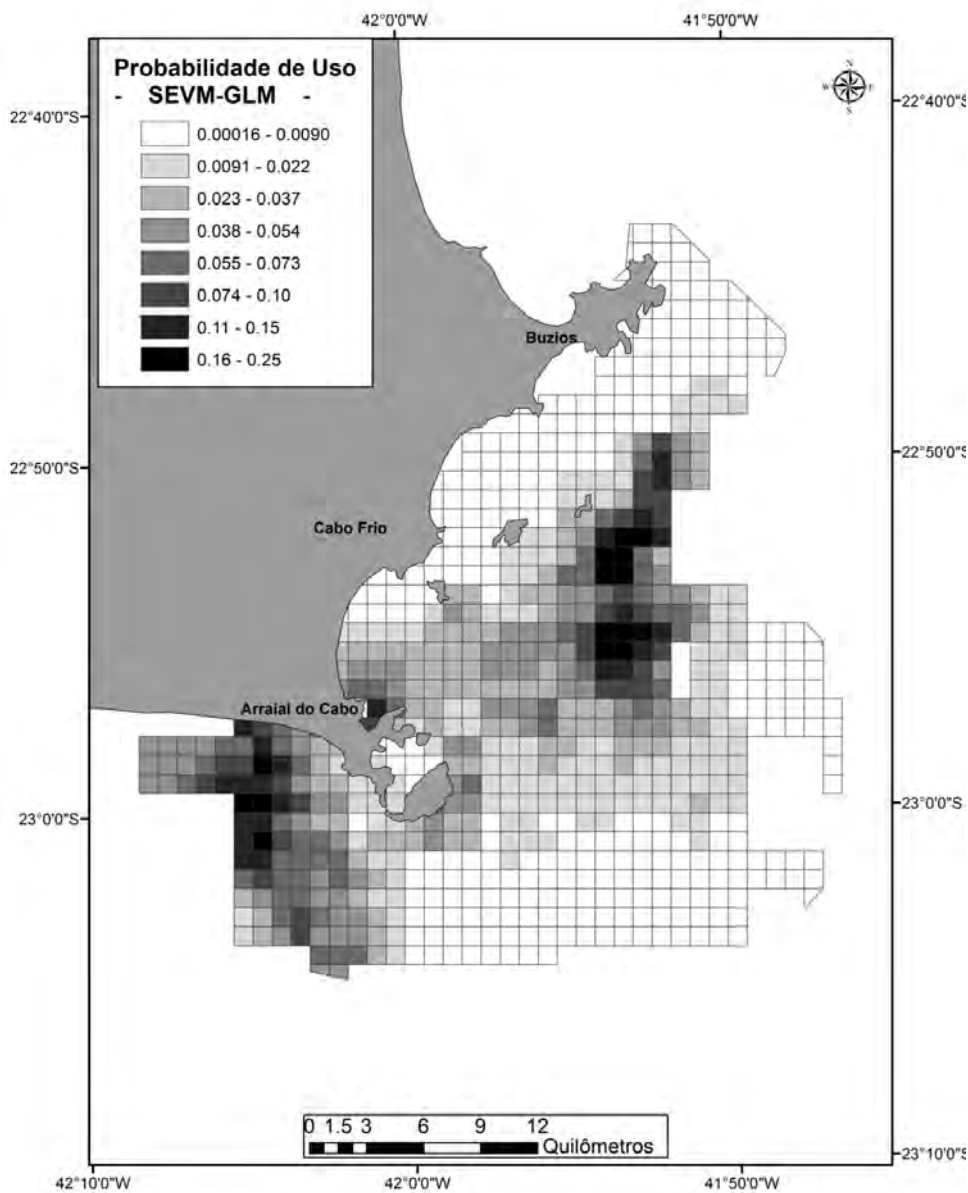 42°0'0"W 41°50'0"W
Probabilidade de Uso
- SEVM-GLM -
0.00016 - 0.0090
0.0091 - 0.022
0.023 - 0.037
0.038 - 0.054
0.055 - 0.073
0.074 - 0.10
0.11 - 0.15
0.16 - 0.25
N
W E
S
22°40'0"S 22°40'0"S
Buzios
22°50'0"S 22°50'0"S
Cabo Frio
Arraial do Cabo
23°0'0"S 23°0'0"S
0 1.5 3 6 9 12
Quilômetros
23°10'0"S
42°10'0"W 42°0'0"W 41°50'0"W